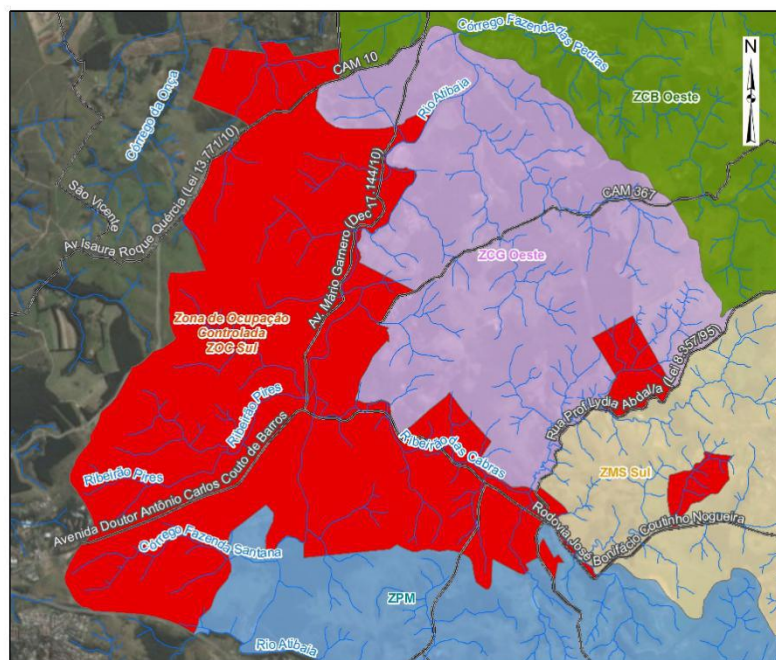 Córrego Fazenda das Pedras
N
CAM 10
Rio Atibaia
ZCB Oeste
Córrego da Onça
São Vicente
Av Isaura Roque Quércia (Lei 13.771/10)
CAM 367
Av. Mário Garnero (Dec 17.144/10)
ZCG Oeste
Zona de Ocupação
Controlada
ZOC Sul
Rua Prof Lydia Abdalla (Lei 8.357/95)
Ribeirão Pires
Ribeirão das Cabras
Ribeirão Pires
ZMS Sul
Avenida Doutor Antônio Carlos Couto de Barros
Rodovia José Bonifácio Coutinho Nogueira
Córrego Fazenda Santana
ZPM
Rio Atibaia